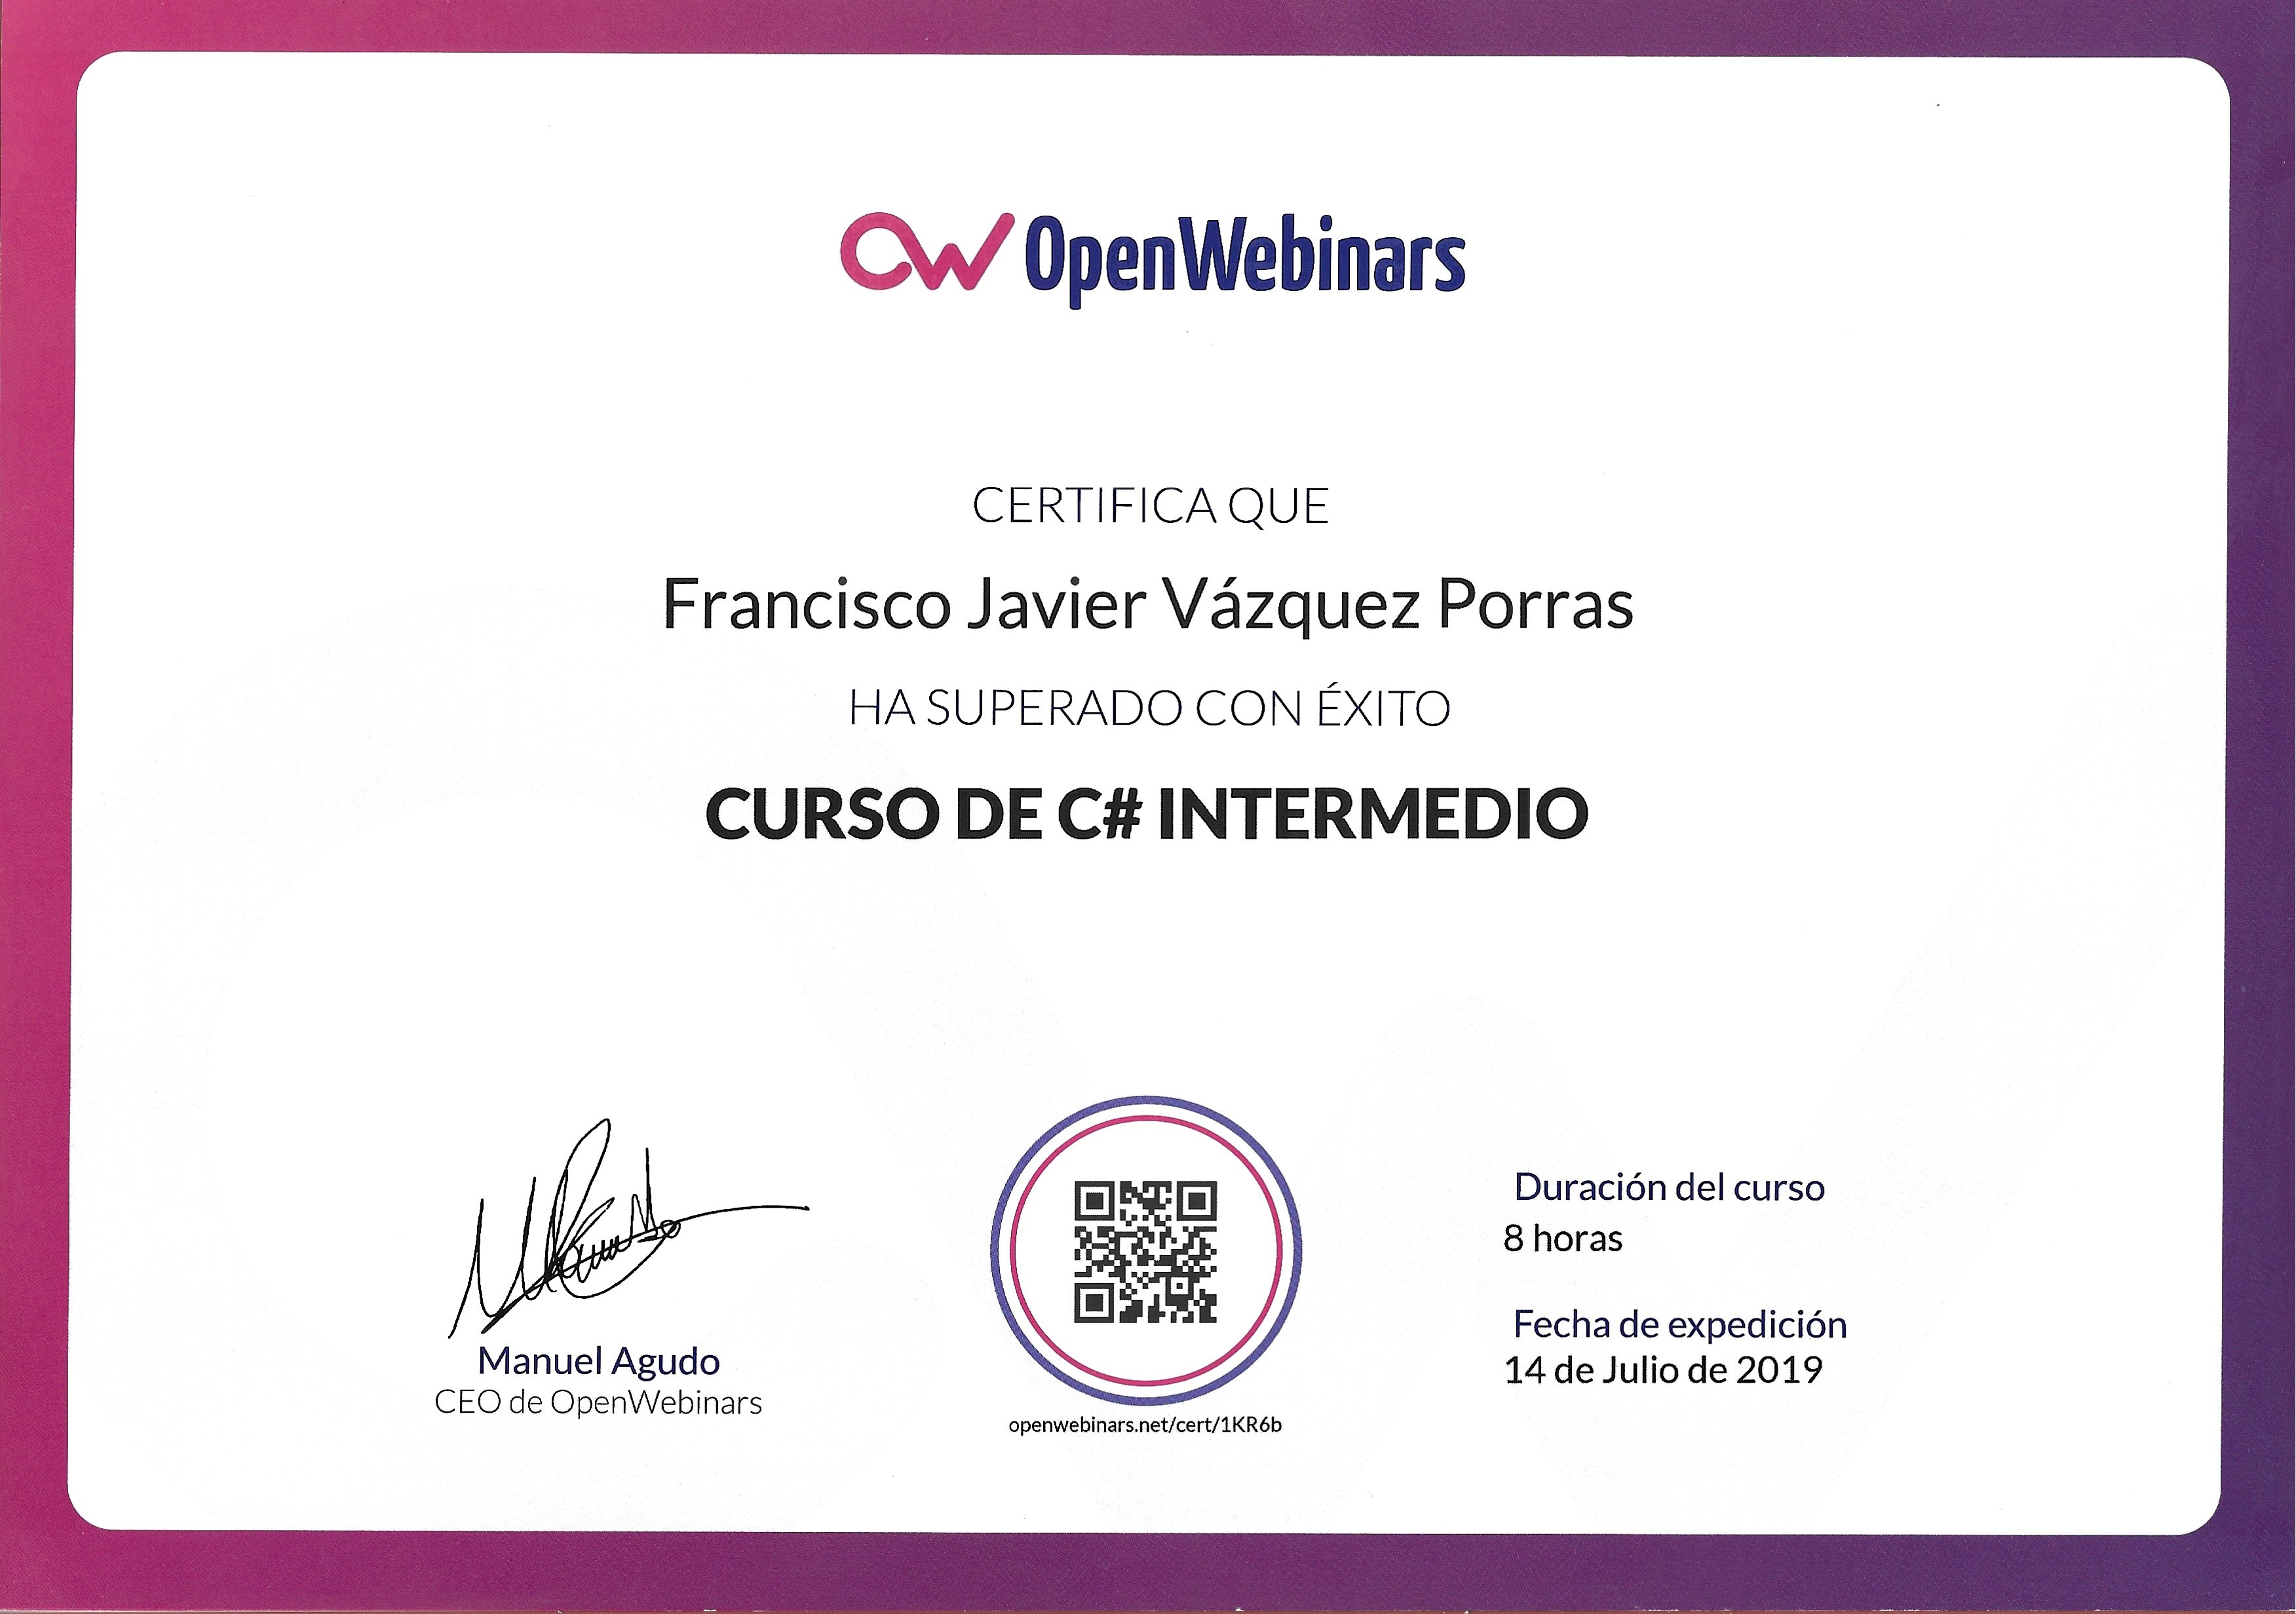 OpenWebinars
CERTIFICA QUE
Francisco Javier Vázquez Porras
HA SUPERADO CON ÉXITO
CURSO DE C# INTERMEDIO
Manuel Agudo
CEO de OpenWebinars
openwebinars.net/cert/1KR6b
Duración del curso
8 horas
Fecha de expedición
14 de Julio de 2019